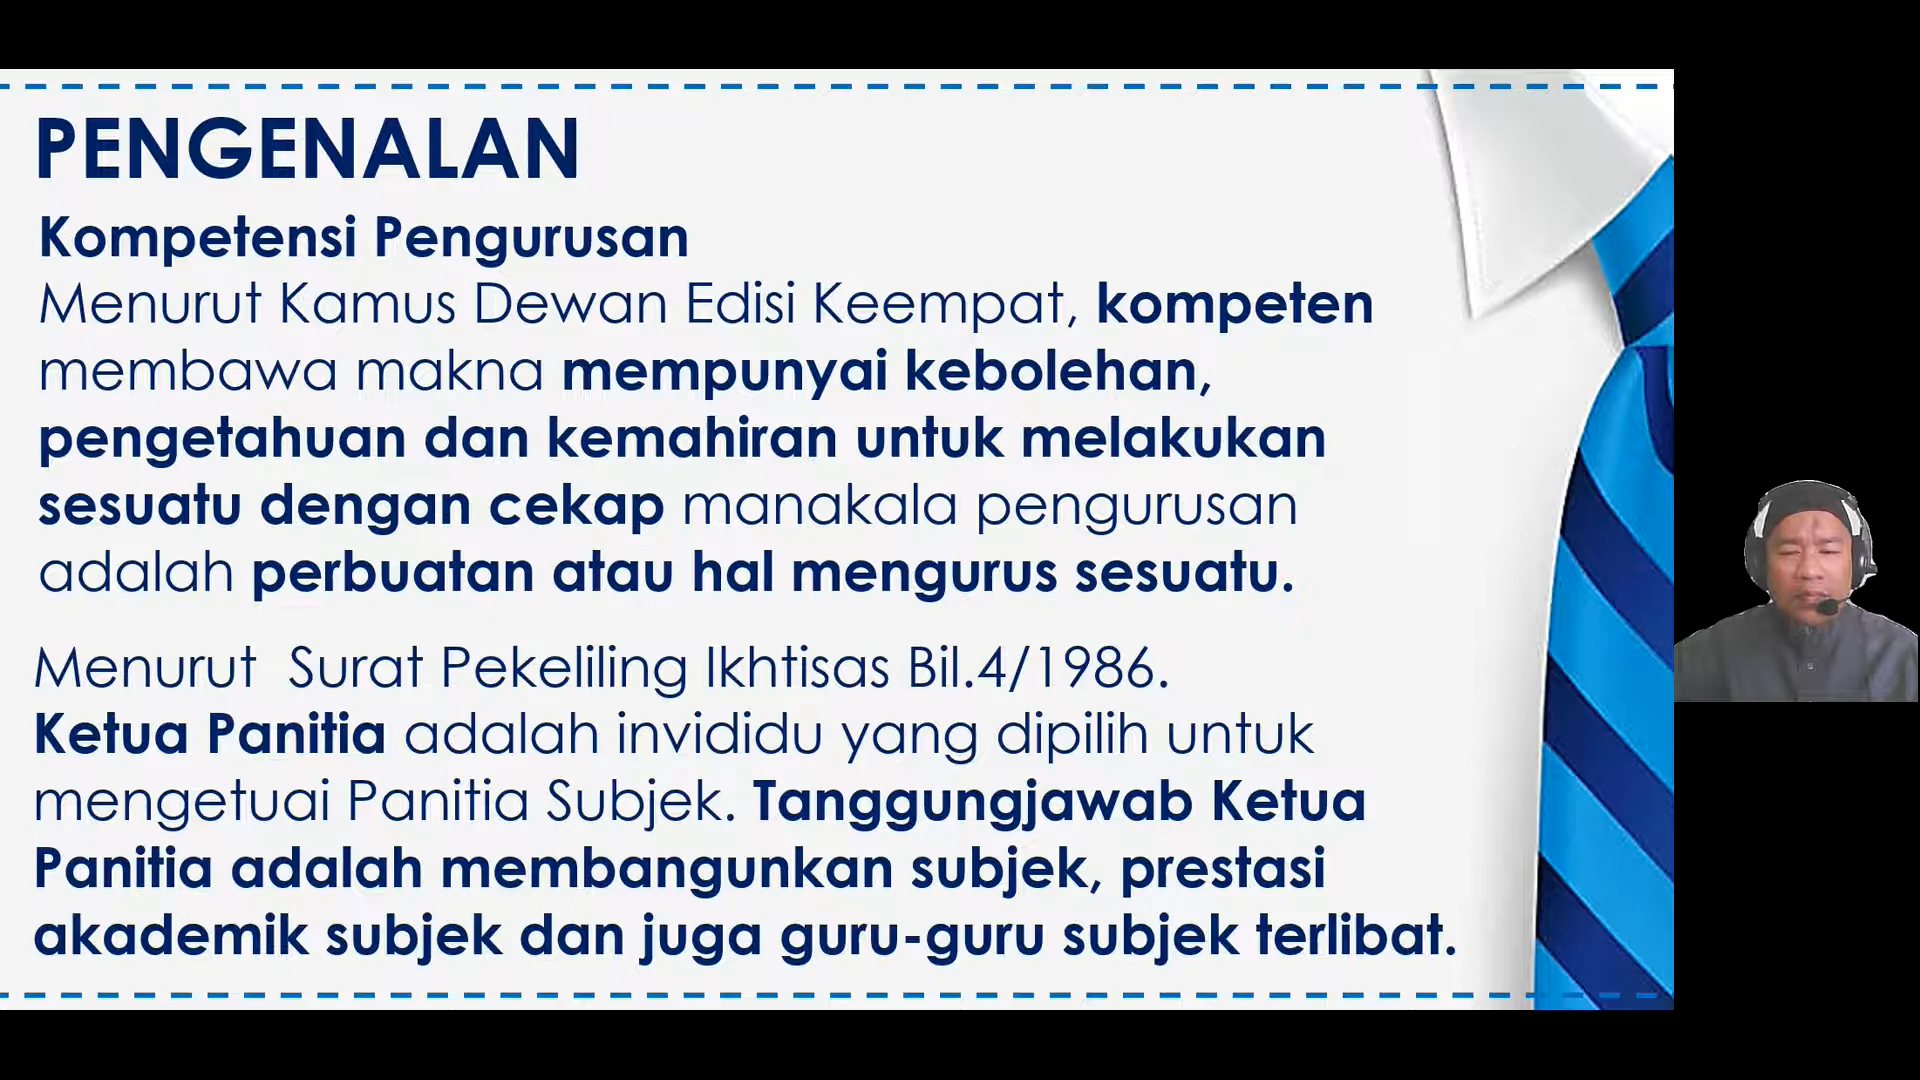 PENGENALAN
Kompetensi Pengurusan
Menurut Kamus Dewan Edisi Keempat, kompeten
membawa makna mempunyai kebolehan,
pengetahuan dan kemahiran untuk melakukan
sesuatu dengan cekap manakala pengurusan
adalah perbuatan atau hal mengurus sesuatu.
Menurut  Surat Pekeliling Ikhtisas Bil.4/1986.
Ketua Panitia adalah invididu yang dipilih untuk
mengetuai Panitia Subjek. Tanggungjawab Ketua
Panitia adalah membangunkan subjek, prestasi
akademik subjek dan juga guru-guru subjek terlibat.